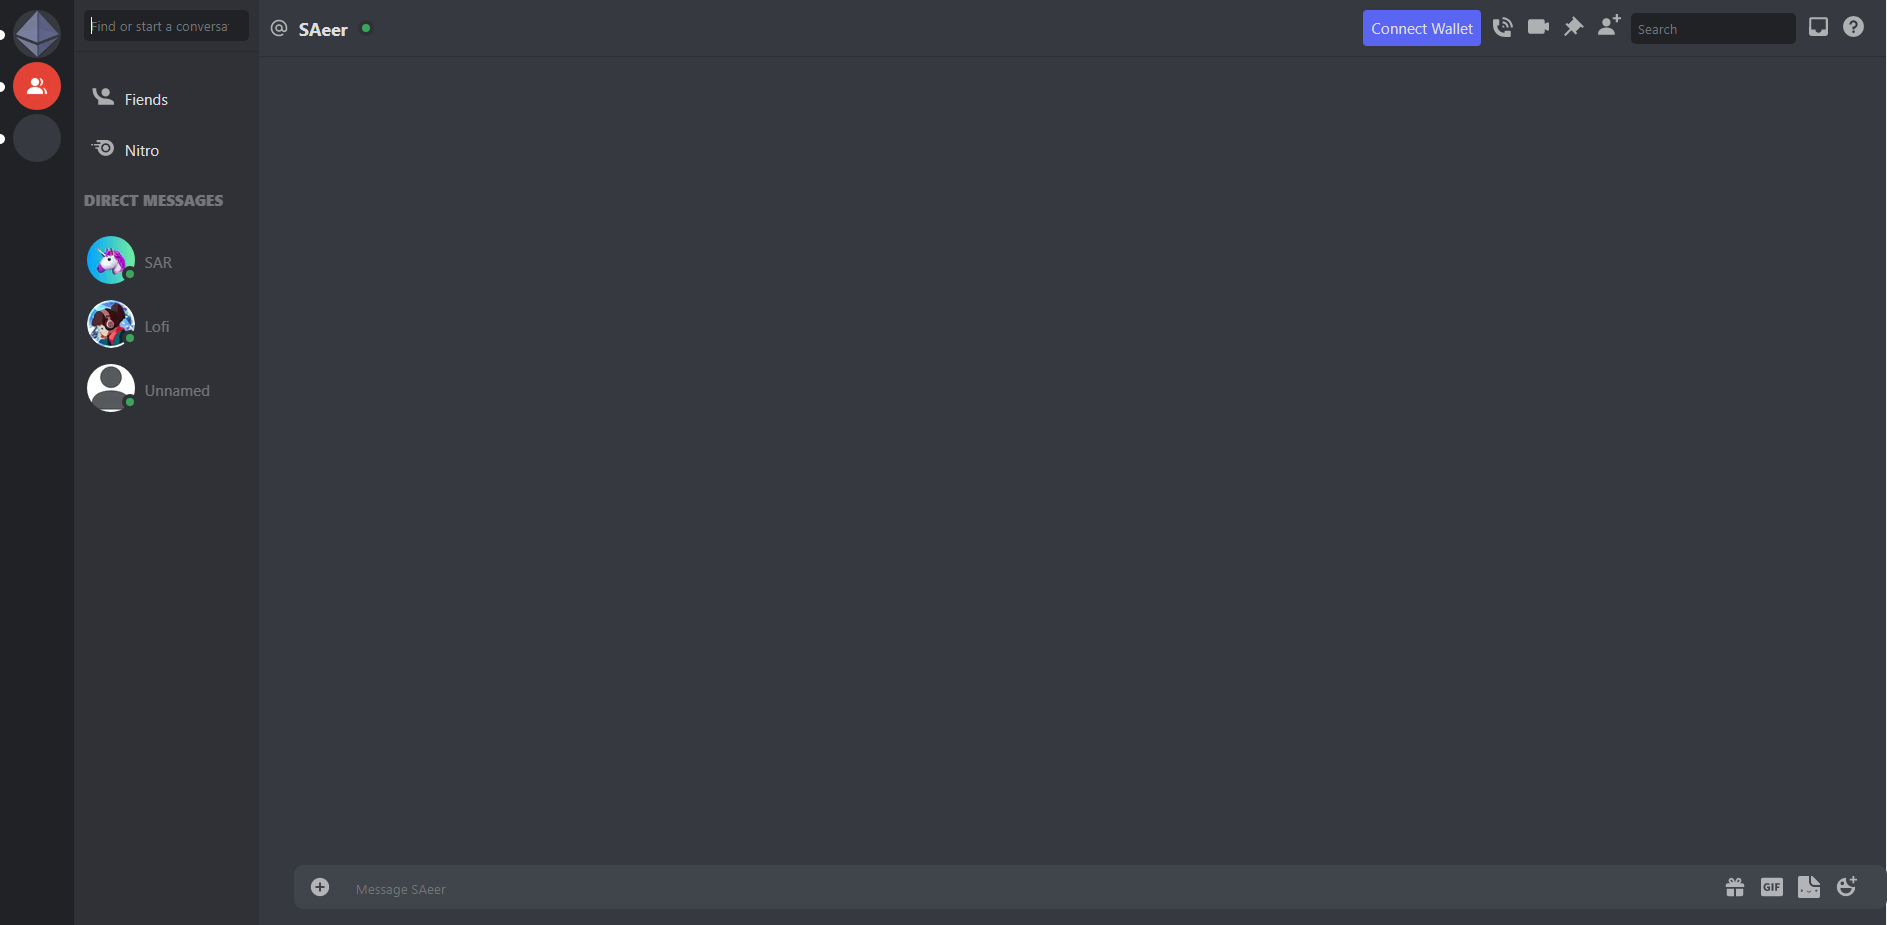 Find or start a conversa
Fiends
Nitro
DIRECT MESSAGES
SAR
Lofi
Unnamed
@ SAeer
Connect Wallet
Search
Message SAeer
GIF